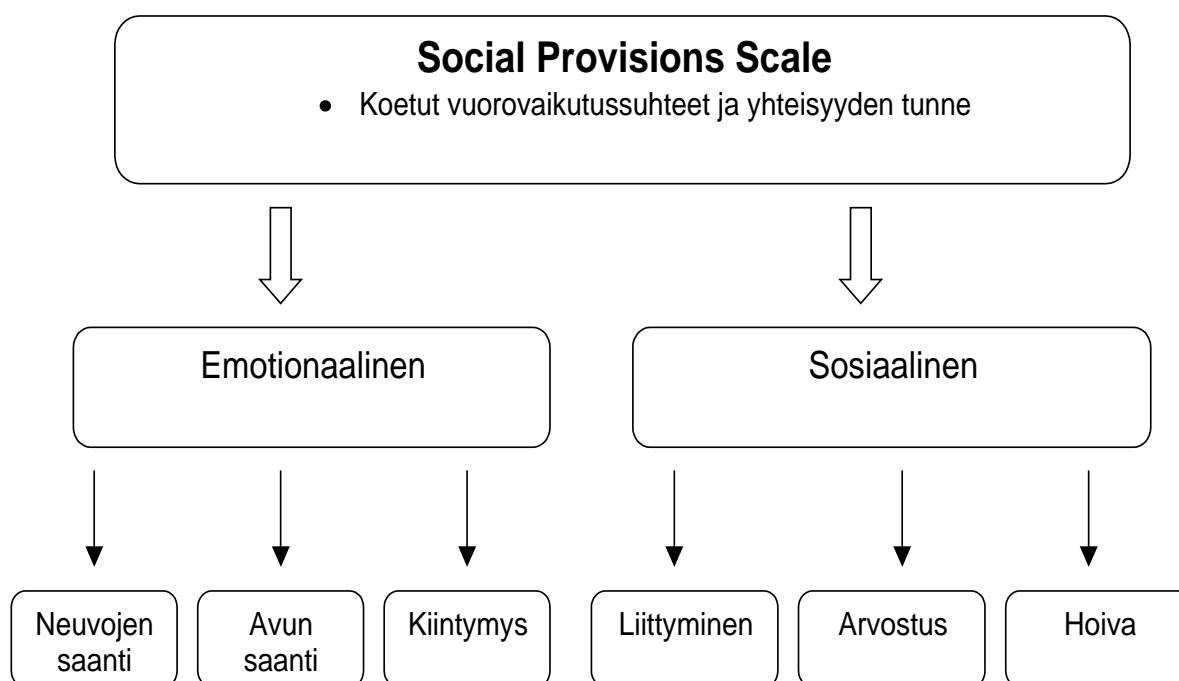 Social Provisions Scale
• Koetut vuorovaikutussuhteet ja yhteisyyden tunne
Emotionaalinen
Sosiaalinen
Neuvojen
saanti
Avun
saanti
Kiintymys
Liittyminen
Arvostus
Hoiva